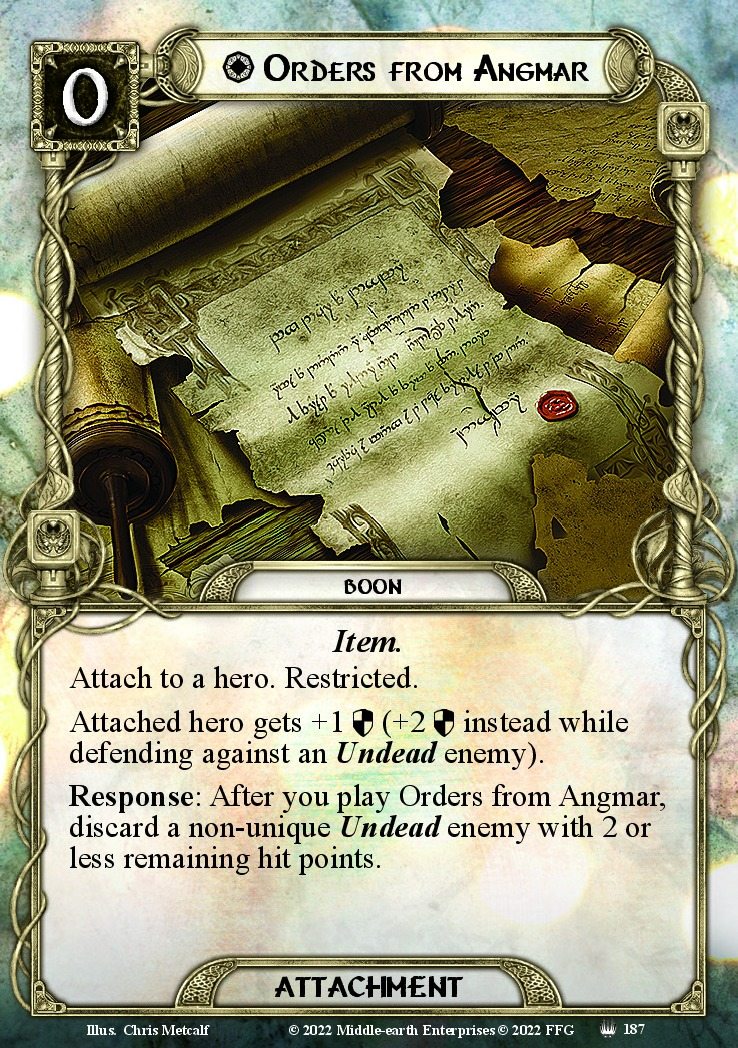 0
Orders from Angmar
BOON
Item.
Attach to a hero. Restricted.
Attached hero gets +1 (+2 instead while
defending against an Undead enemy).
Response: After you play Orders from Angmar,
discard a non-unique Undead enemy with 2 or
less remaining hit points.
ATTACHMENT
Illus. Chris Metcalf
© 2022 Middle-earth Enterprises © 2022 FFG
187